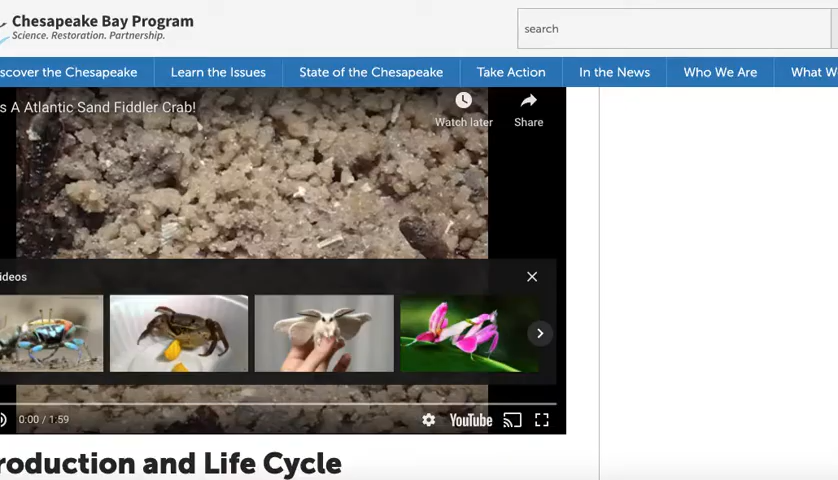 Chesapeake Bay Program
Science. Restoration. Partnership.
search
scover the Chesapeake
Learn the Issues
State of the Chesapeake
Take Action
In the News
Who We Are
What W
s A Atlantic Sand Fiddler Crab!
Watch later
Share
ideos
0:00 / 1:59
YouTube
roduction and Life Cycle